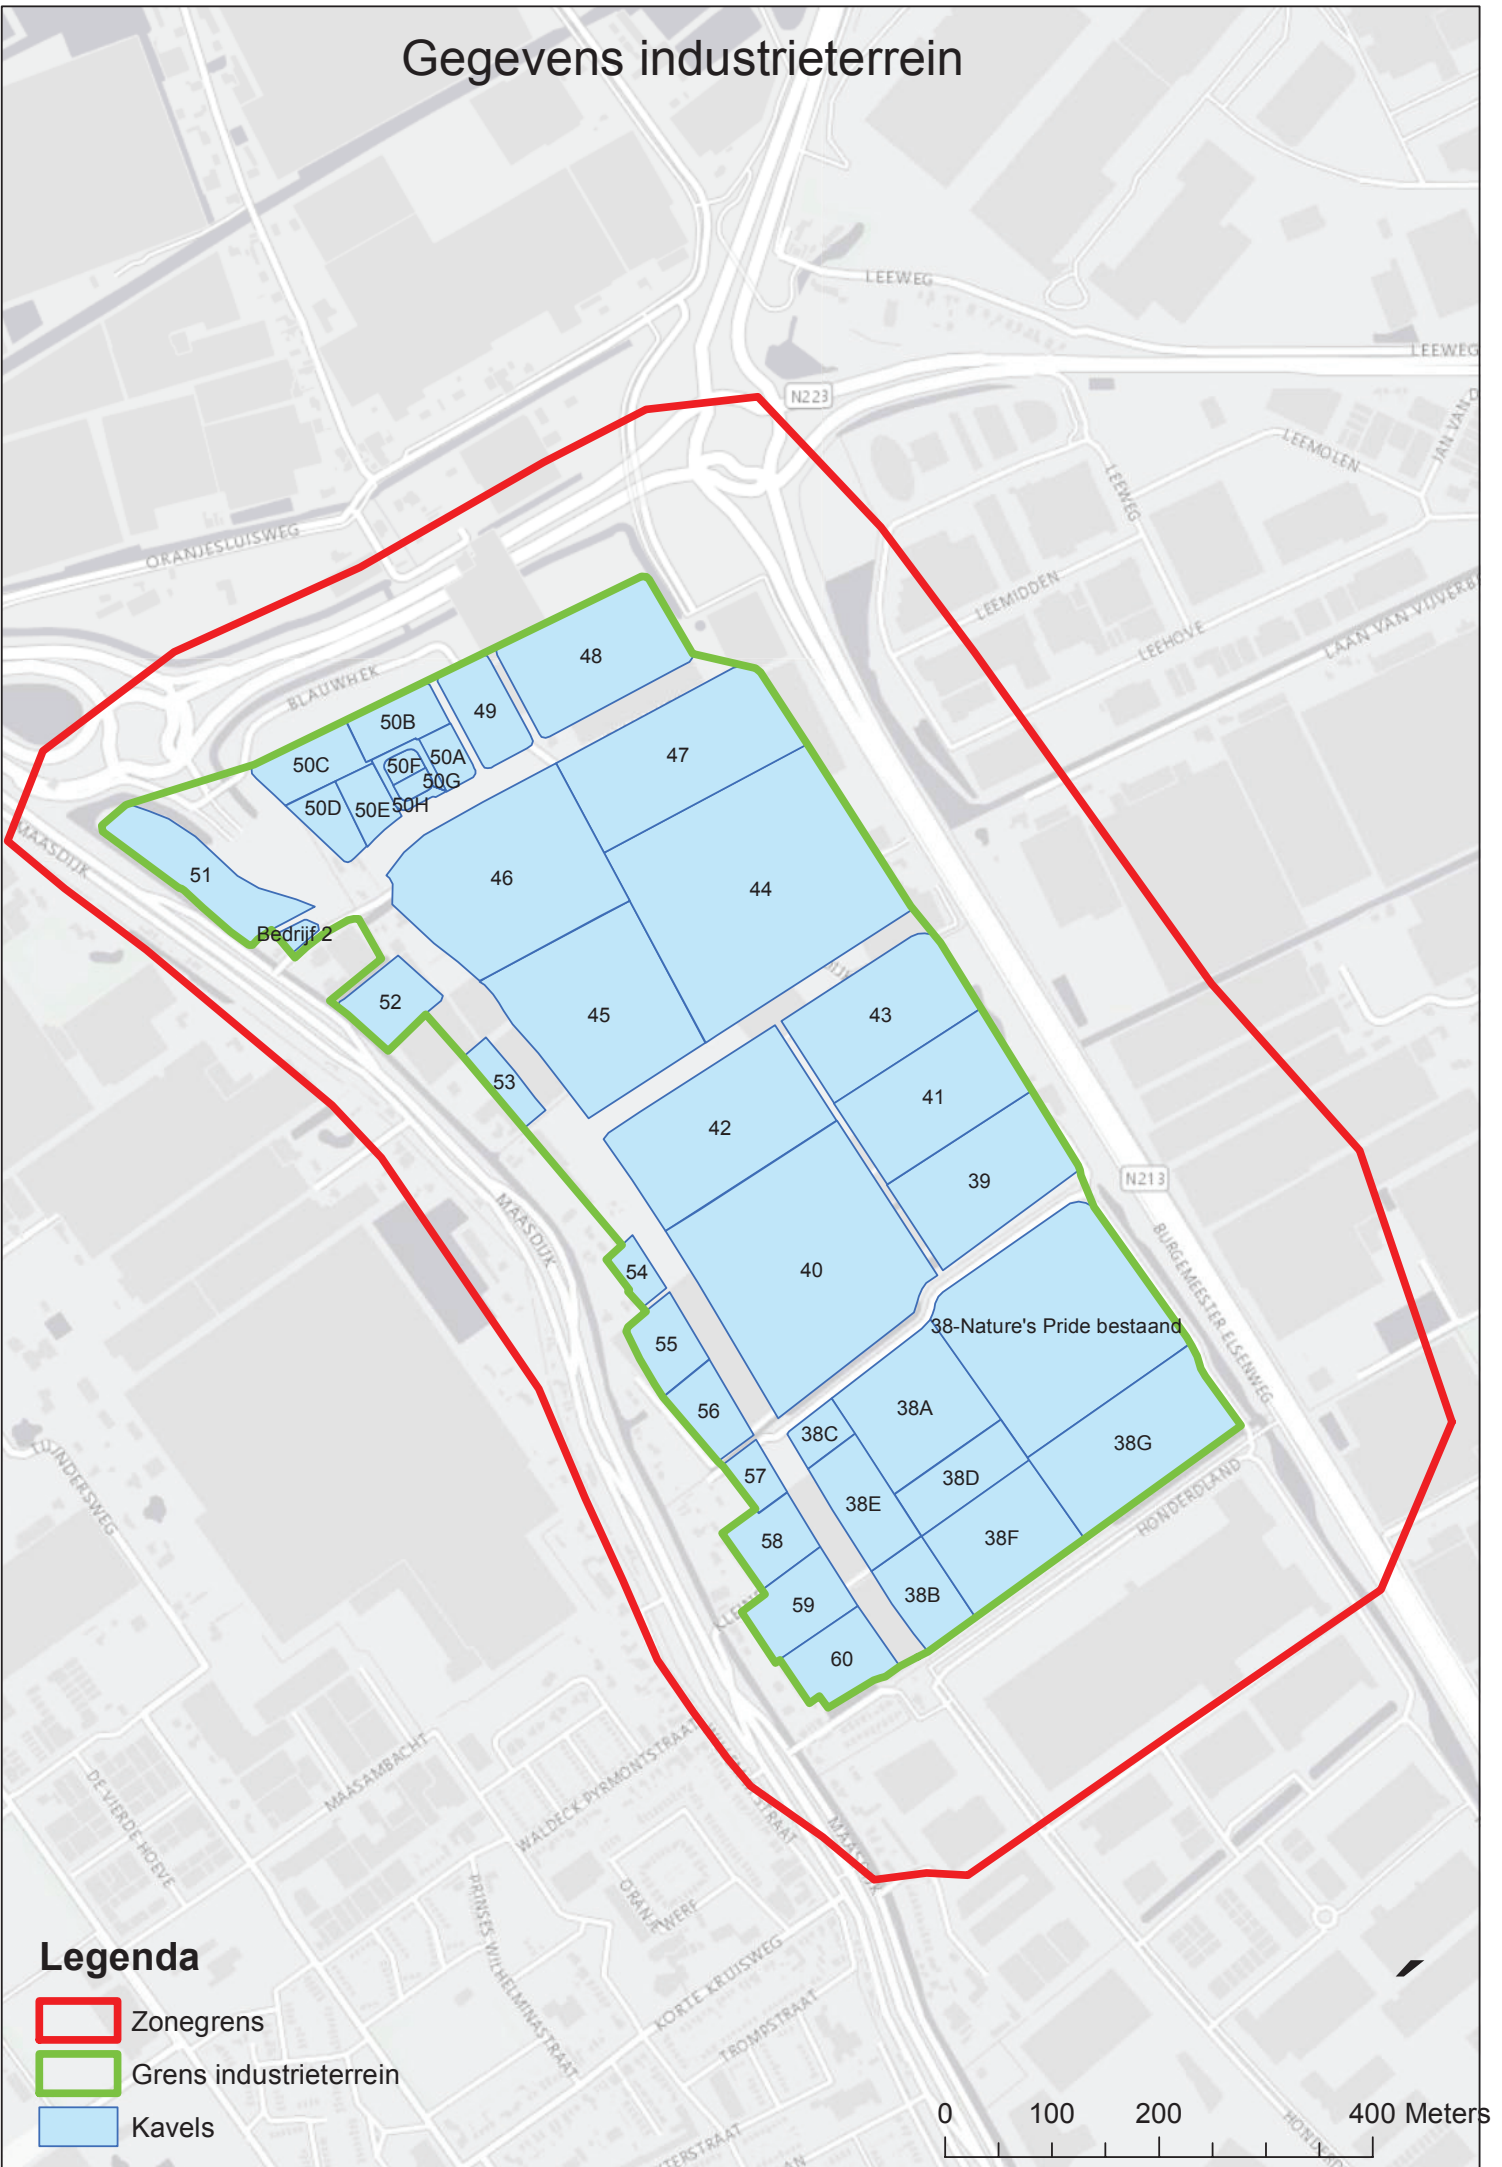 Gegevens industrieterrein
LEEWEG
LEEWEG
N223
JAN VAN D
LEEMOLEN
LEEWEG
ORANJESLUISWEG
LEEMIDDEN
LEEHOVE
LAAN VAN VIJVERB
BLAUWHEK
48
49
50B
50A
50C
50F
50G
50D
50E
50H
47
MAASDIJK
51
46
44
Bedrijf 2
52
45
43
53
41
42
39
N213
MAASDIJK
54
40
BURGEMEESTER ELSENWEG
38-Nature's Pride bestaand
55
56
38A
38C
38G
57
38D
38E
LUINDERSWEG
HONDERDLAND
58
38F
59
38B
60
MAASAMBACHT
WALDECK-PYRMONTSTRAAT
DE VIERDE HOEVE
STRAAT
PRINSES WILHELMINASTRAAT
ORANJEWERF
KORTE KRUISWEG
TROMPSTRAAT
Legenda
Zonegrens
Grens industrieterrein
Kavels
0 100 200 400 Meters